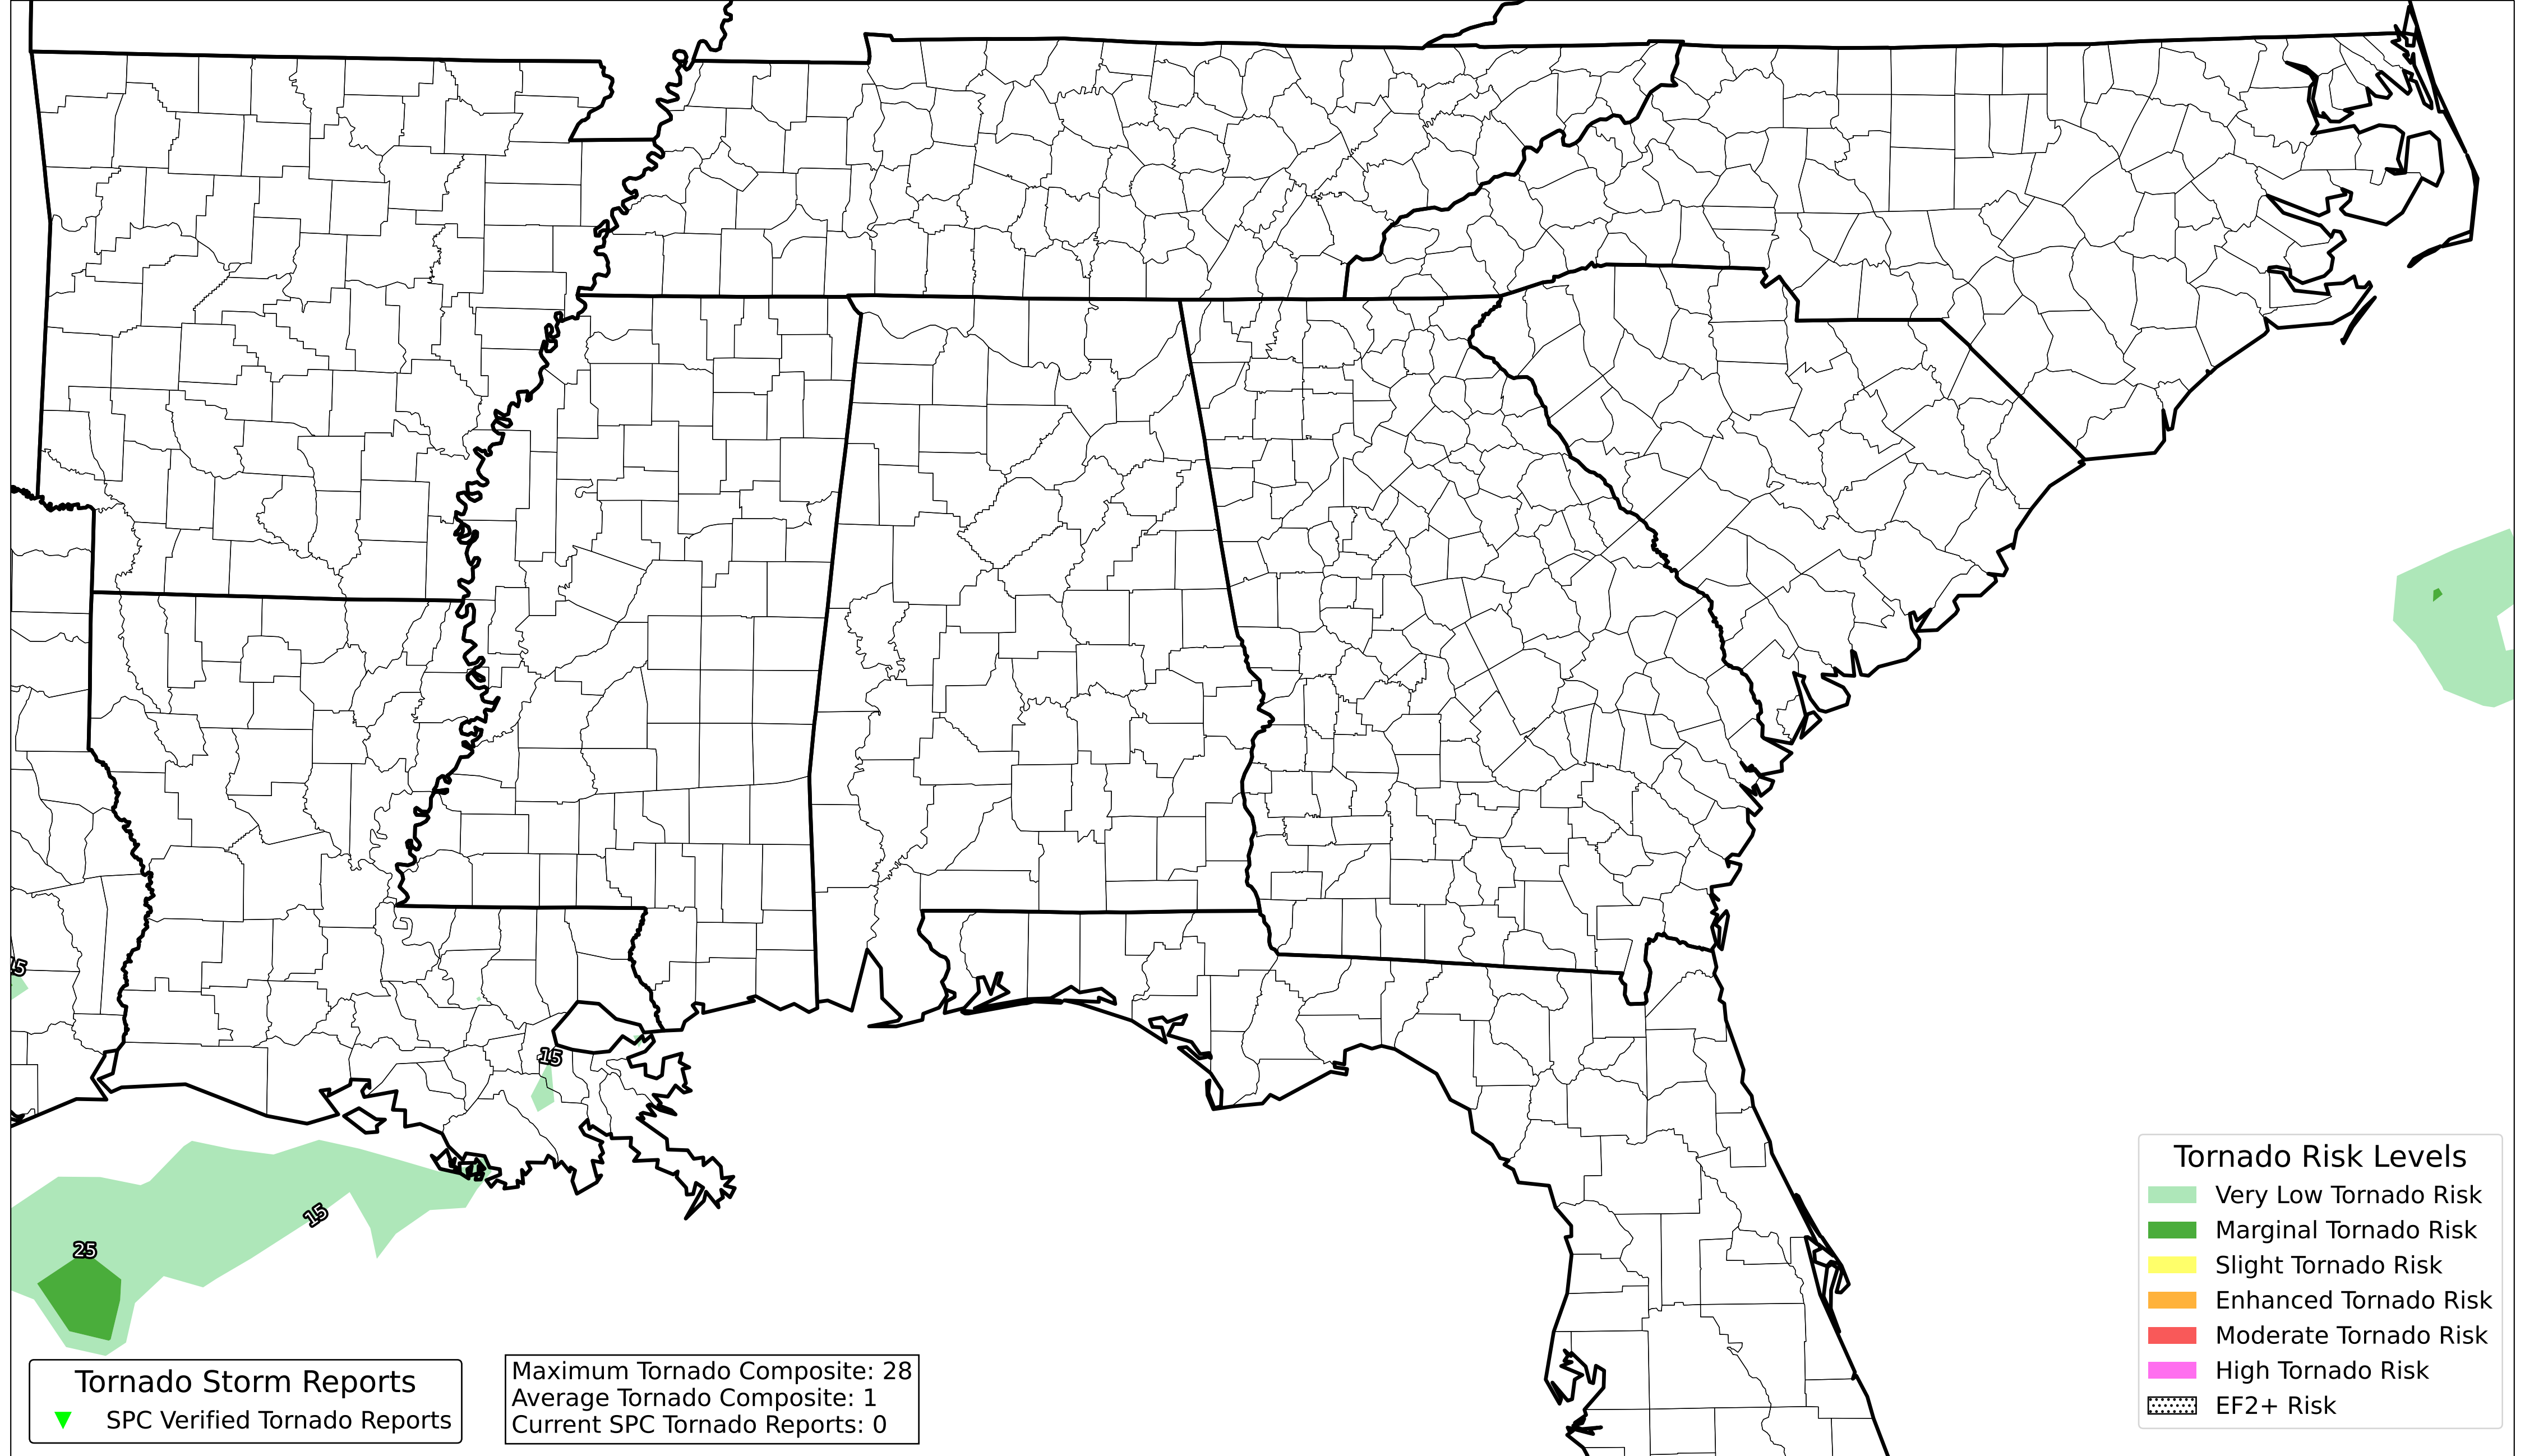 15
15
25
Tornado Storm Reports
SPC Verified Tornado Reports
Maximum Tornado Composite: 28
Average Tornado Composite: 1
Current SPC Tornado Reports: 0
Tornado Risk Levels
Very Low Tornado Risk
Marginal Tornado Risk
Slight Tornado Risk
Enhanced Tornado Risk
Moderate Tornado Risk
High Tornado Risk
EF2+ Risk